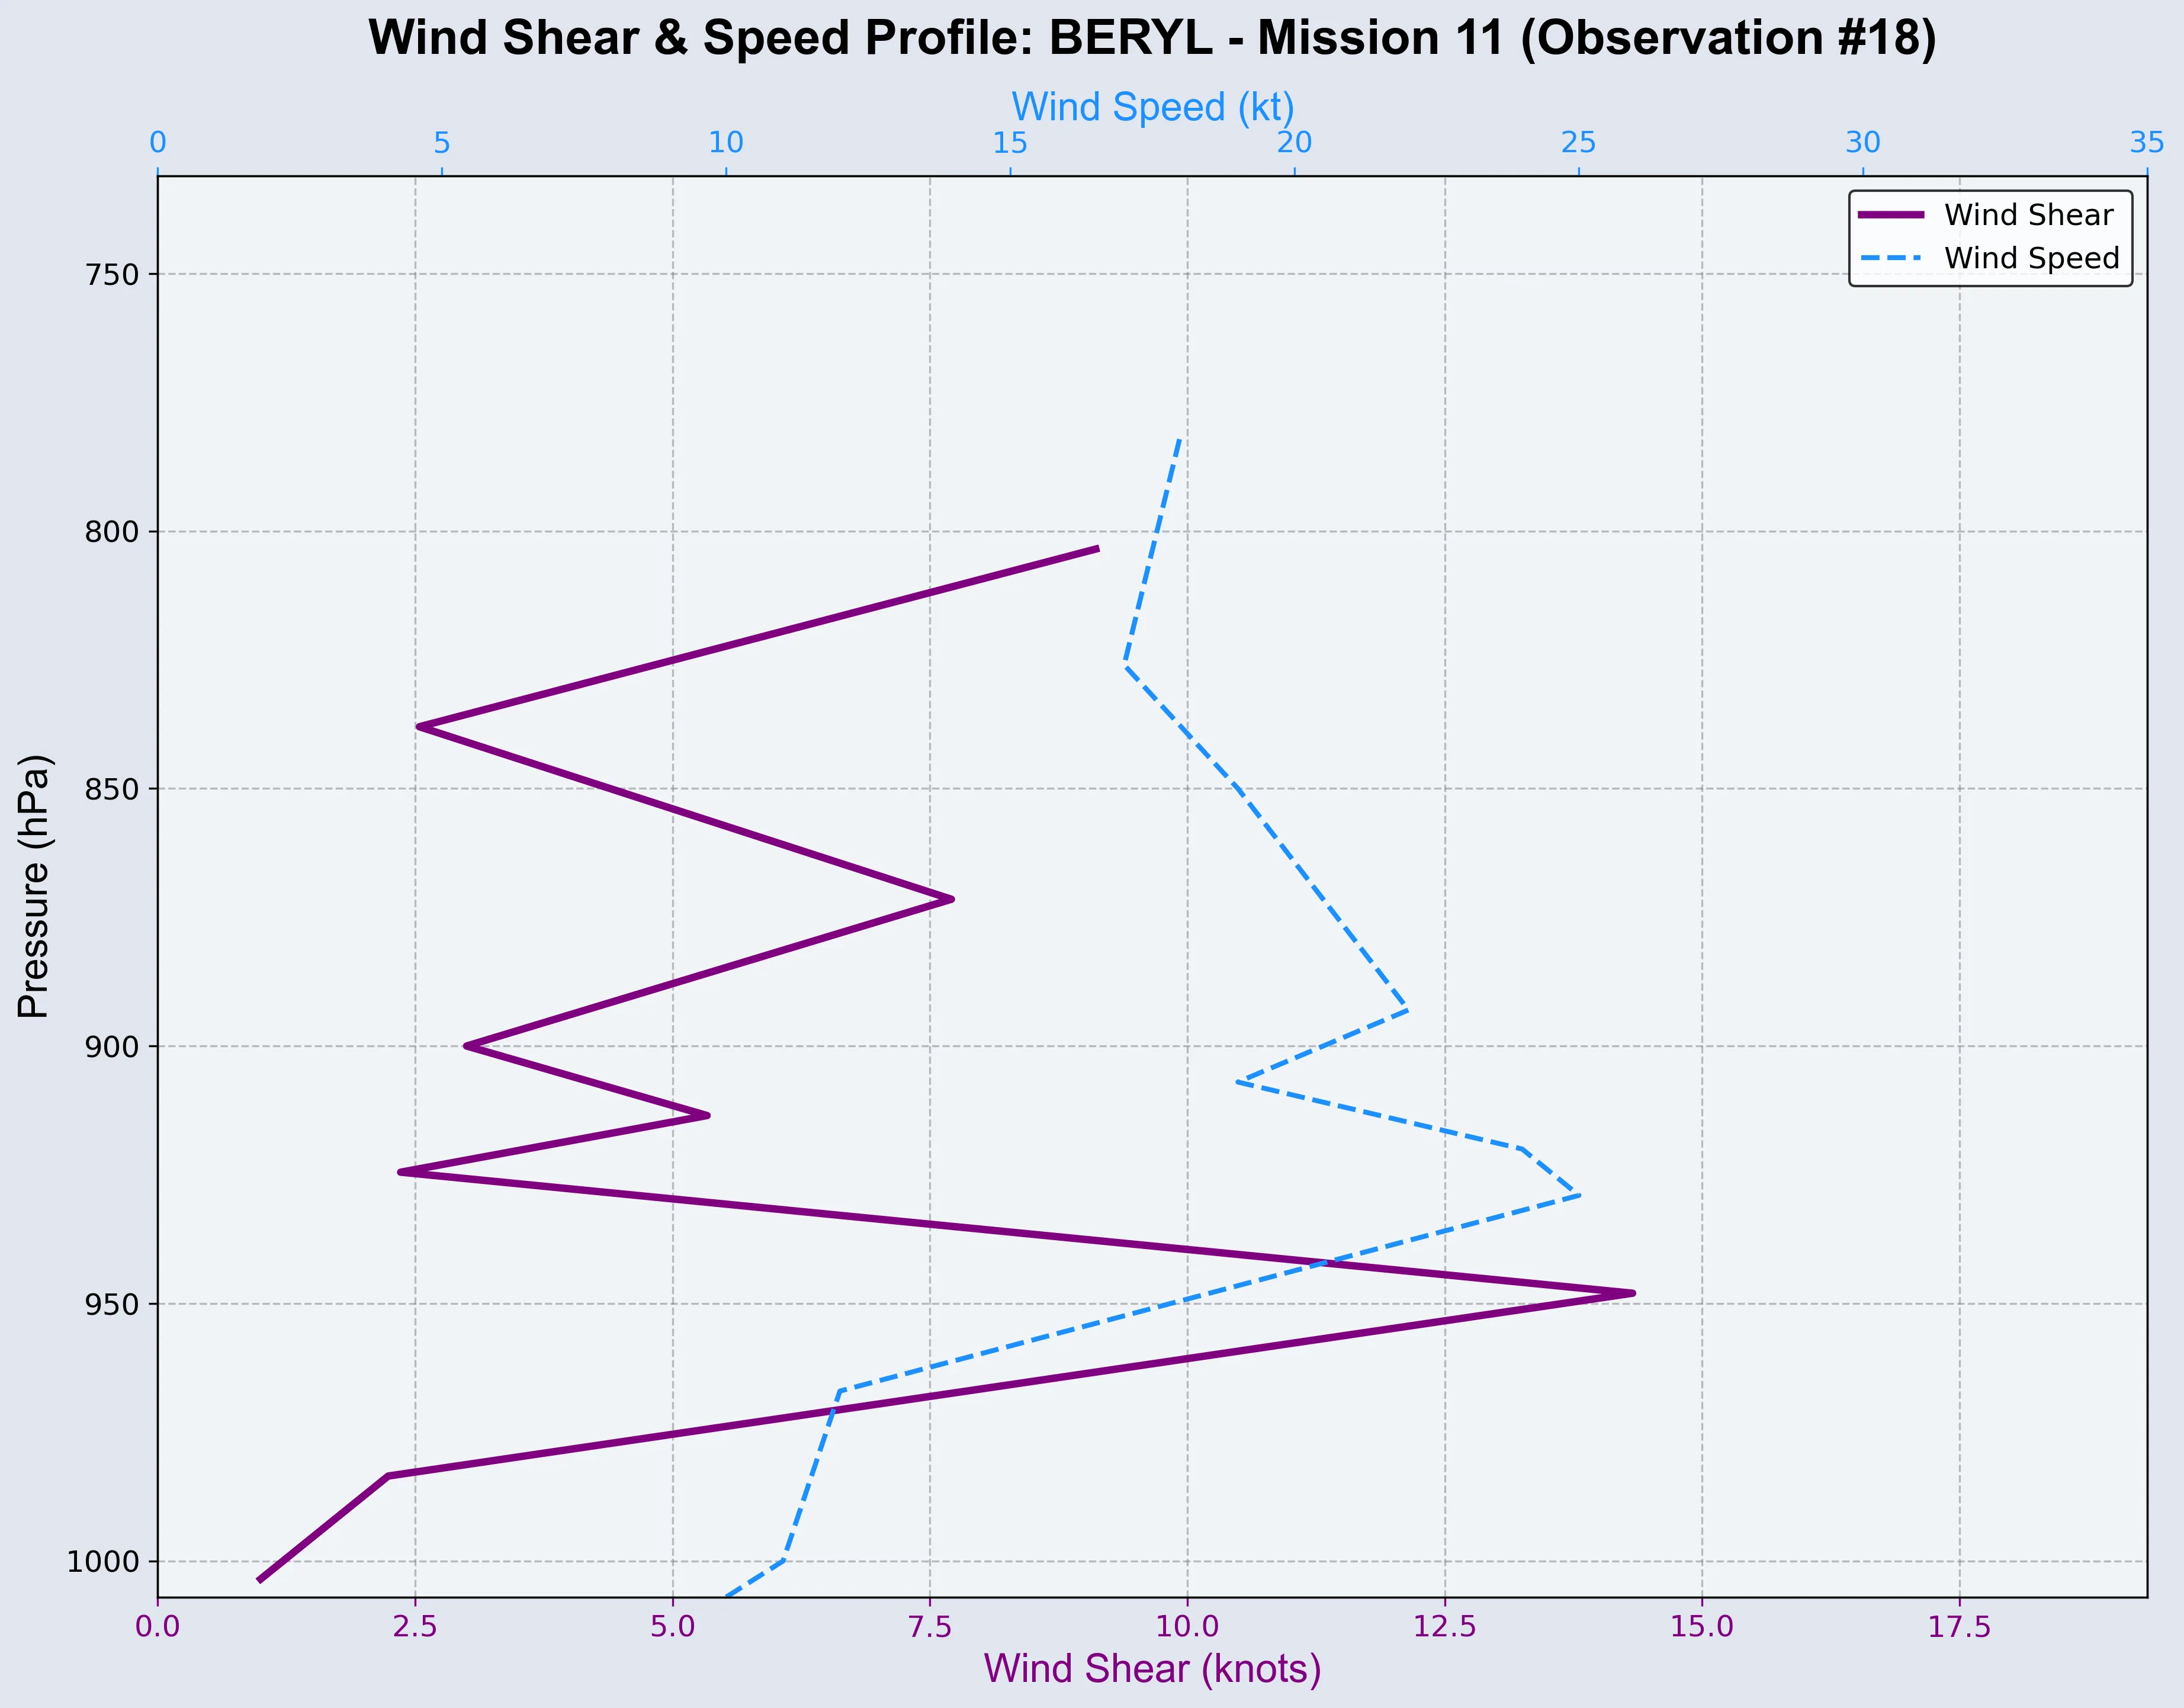 Wind Shear & Speed Profile: BERYL - Mission 11 (Observation #18)
Wind Speed (kt)
0 5 10 15 20 25 30 35
Wind Shear
Wind Speed
750
800
850
900
950
1000
Pressure (hPa)
0.0 2.5 5.0 7.5 10.0 12.5 15.0 17.5
Wind Shear (knots)